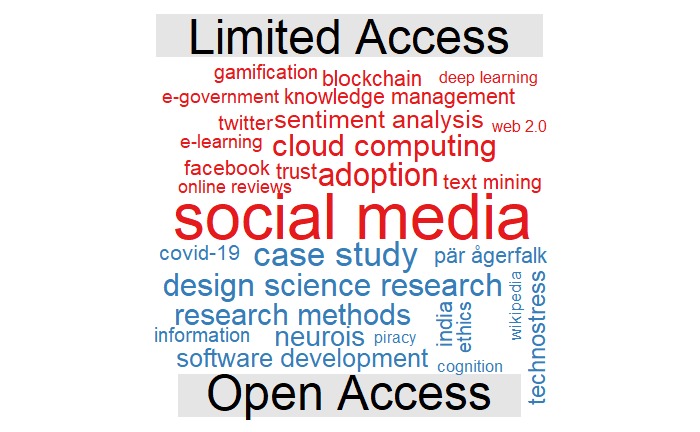 Limited Access
gamification blockchain deep learning
e-government knowledge management
twitter sentiment analysis web 2.0
e-learning cloud computing
facebook trust adoption text mining
online reviews
social media
covid-19 case study pär ågerfalk
design science research
research methods india ethics wikipedia technostress
information neurois piracy
software development cognition
Open Access